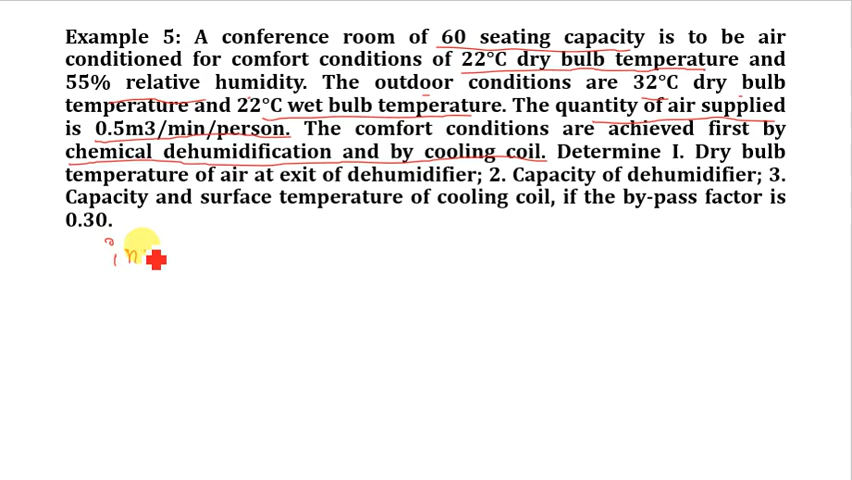 Example 5: A conference room of 60 seating capacity is to be air
conditioned for comfort conditions of 22°C dry bulb temperature and
55% relative humidity. The outdoor conditions are 32°C dry bulb
temperature and 22°C wet bulb temperature. The quantity of air supplied
is 0.5m3/min/person. The comfort conditions are achieved first by
chemical dehumidification and by cooling coil. Determine I. Dry bulb
temperature of air at exit of dehumidifier; 2. Capacity of dehumidifier; 3.
Capacity and surface temperature of cooling coil, if the by-pass factor is
0.30.